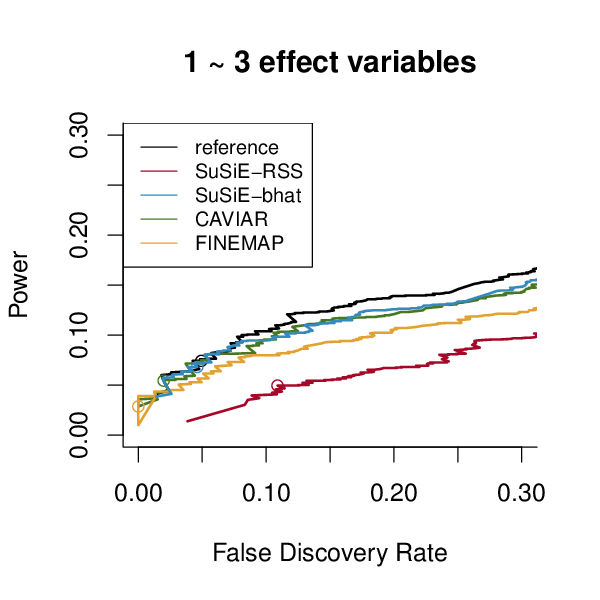 1 ~ 3 effect variables
reference
SuSiE−RSS
SuSiE−bhat
CAVIAR
FINEMAP
Power
0.30
0.20
0.10
0.00
0.00 0.10 0.20 0.30
False Discovery Rate